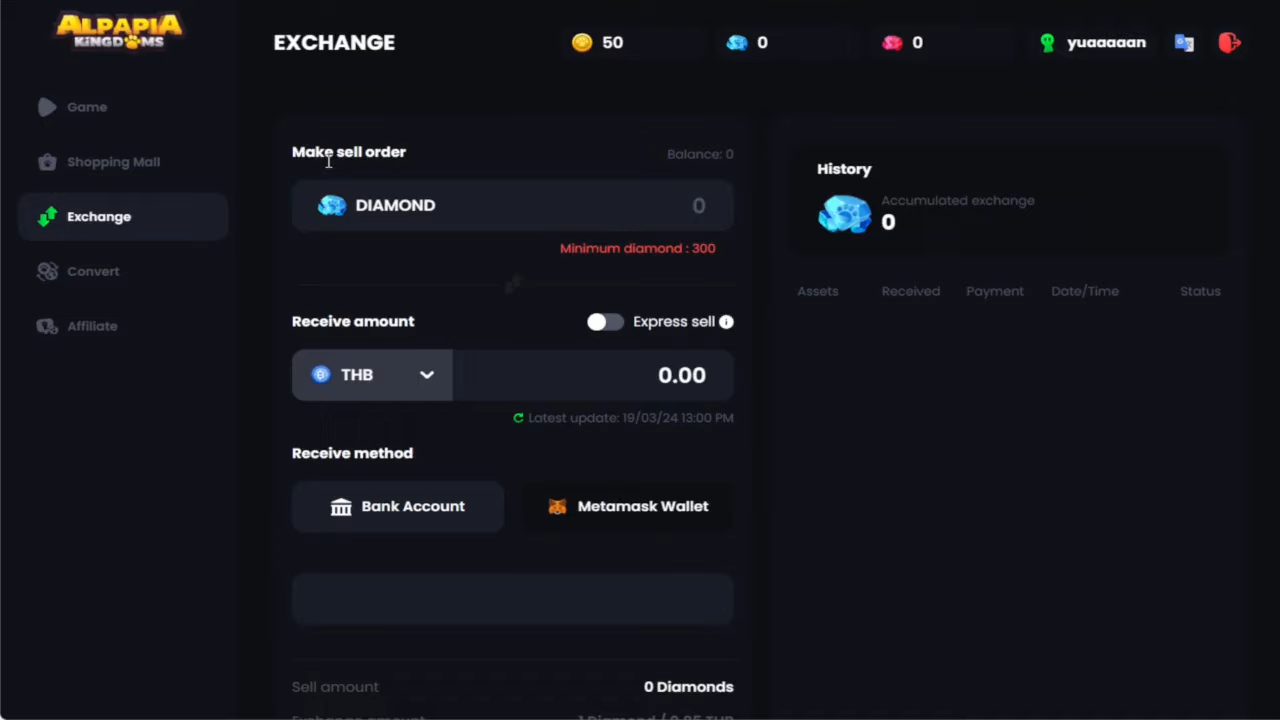 ALPAPIA
KINGDOMS
EXCHANGE
50
0
0
yuaaaaan
Game
Shopping Mall
Exchange
Convert
Affiliate
Make sell order
Balance: 0
DIAMOND
0
Minimum diamond : 300
Receive amount
Express sell
THB
0.00
Latest update: 19/03/24 13:00 PM
Receive method
Bank Account
Metamask Wallet
Sell amount
0 Diamonds
History
Accumulated exchange
0
Assets Received Payment Date/Time Status